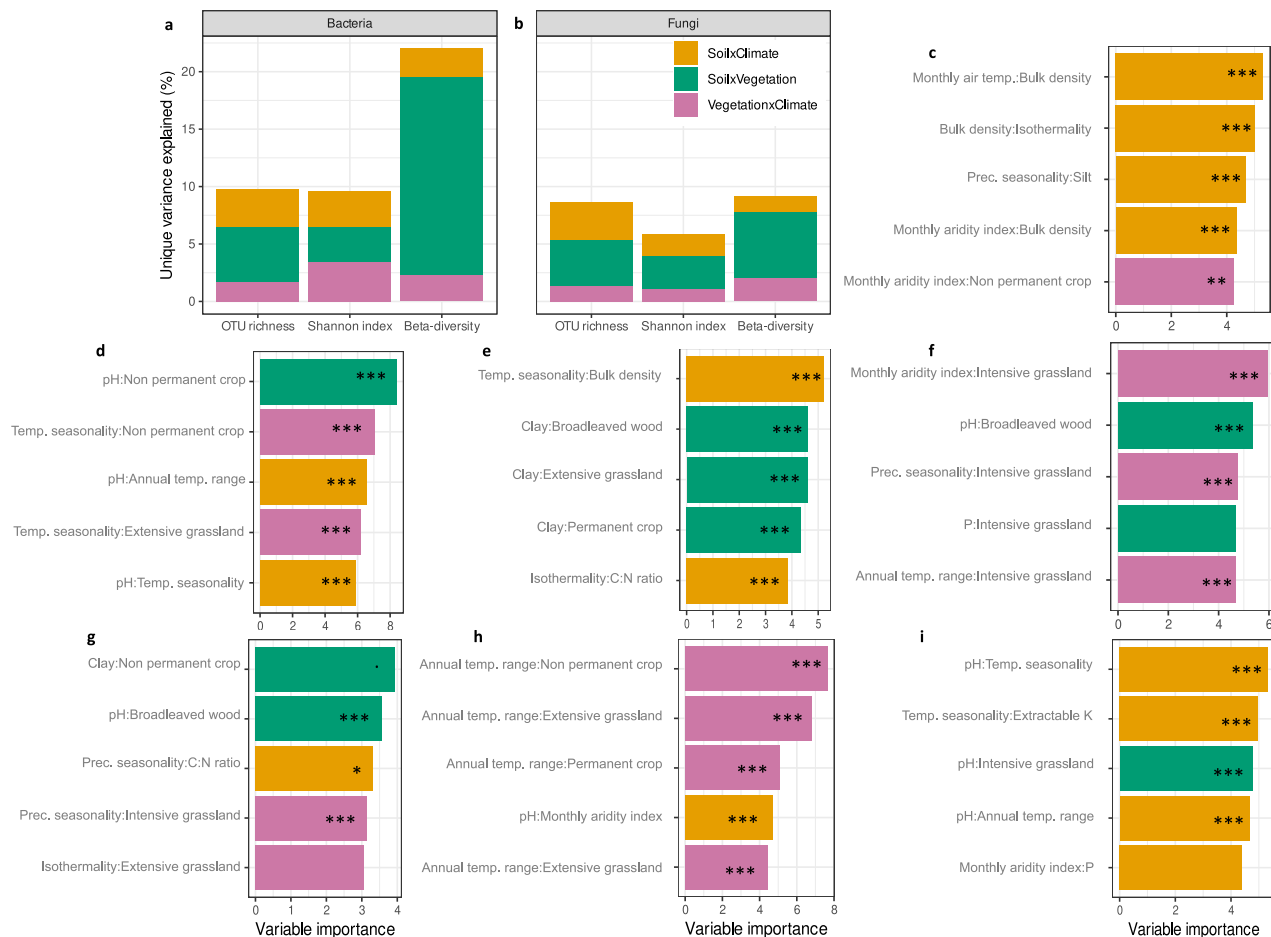 a
Bacteria
b
Fungi
Unique variance explained (%)
20
15
10
5
0
OTU richness
Shannon index
Beta-diversity
SoilxClimate
SoilxVegetation
VegetationxClimate
OTU richness
Shannon index
Beta-diversity
c
Monthly air temp.:Bulk density
***
Bulk density:Isothermality
***
Prec. seasonality:Silt
***
Monthly aridity index:Bulk density
***
Monthly aridity index:Non permanent crop
**
0 2 4
d
pH:Non permanent crop
***
Temp. seasonality:Non permanent crop
***
pH:Annual temp. range
***
Temp. seasonality:Extensive grassland
***
pH:Temp. seasonality
***
0 2 4 6 8
e
Temp. seasonality:Bulk density
***
Clay:Broadleaved wood
***
Clay:Extensive grassland
***
Clay:Permanent crop
***
Isothermality:C:N ratio
***
0 1 2 3 4 5
f
Monthly aridity index:Intensive grassland
***
pH:Broadleaved wood
***
Prec. seasonality:Intensive grassland
***
P:Intensive grassland
Annual temp. range:Intensive grassland
***
0 2 4 6
g
Clay:Non permanent crop
.
pH:Broadleaved wood
***
Prec. seasonality:C:N ratio
*
Prec. seasonality:Intensive grassland
***
Isothermality:Extensive grassland
0 1 2 3 4
Variable importance
h
Annual temp. range:Non permanent crop
***
Annual temp. range:Extensive grassland
***
Annual temp. range:Permanent crop
***
pH:Monthly aridity index
***
Annual temp. range:Extensive grassland
***
0 2 4 6 8
Variable importance
i
pH:Temp. seasonality
***
Temp. seasonality:Extractable K
***
pH:Intensive grassland
***
pH:Annual temp. range
***
Monthly aridity index:P
0 2 4
Variable importance